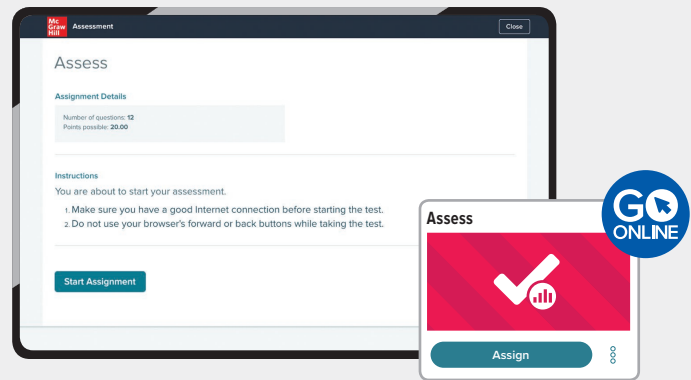 Mc
Graw
Hill
Assessment
Close
Assess
Assignment Details
Number of questions: 12
Points possible: 20.00
Instructions
You are about to start your assessment.
1. Make sure you have a good Internet connection before starting the test.
2. Do not use your browser's forward or back buttons while taking the test.
Start Assignment
Assess
Assign
GO
ONLINE